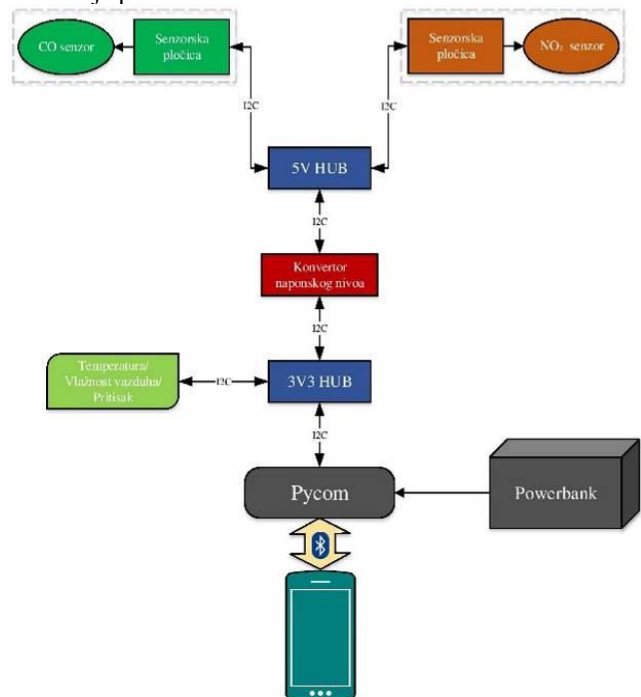 CO senzor
Senzorska
pločica
Senzorska
pločica
NO₂ senzor
I2C
I2C
5V HUB
I2C
Konvertor
naponskog nivoa
I2C
Temperatura/
Vlažnost vazduha/
Pritisak
I2C
3V3 HUB
I2C
Pycom
Powerbank